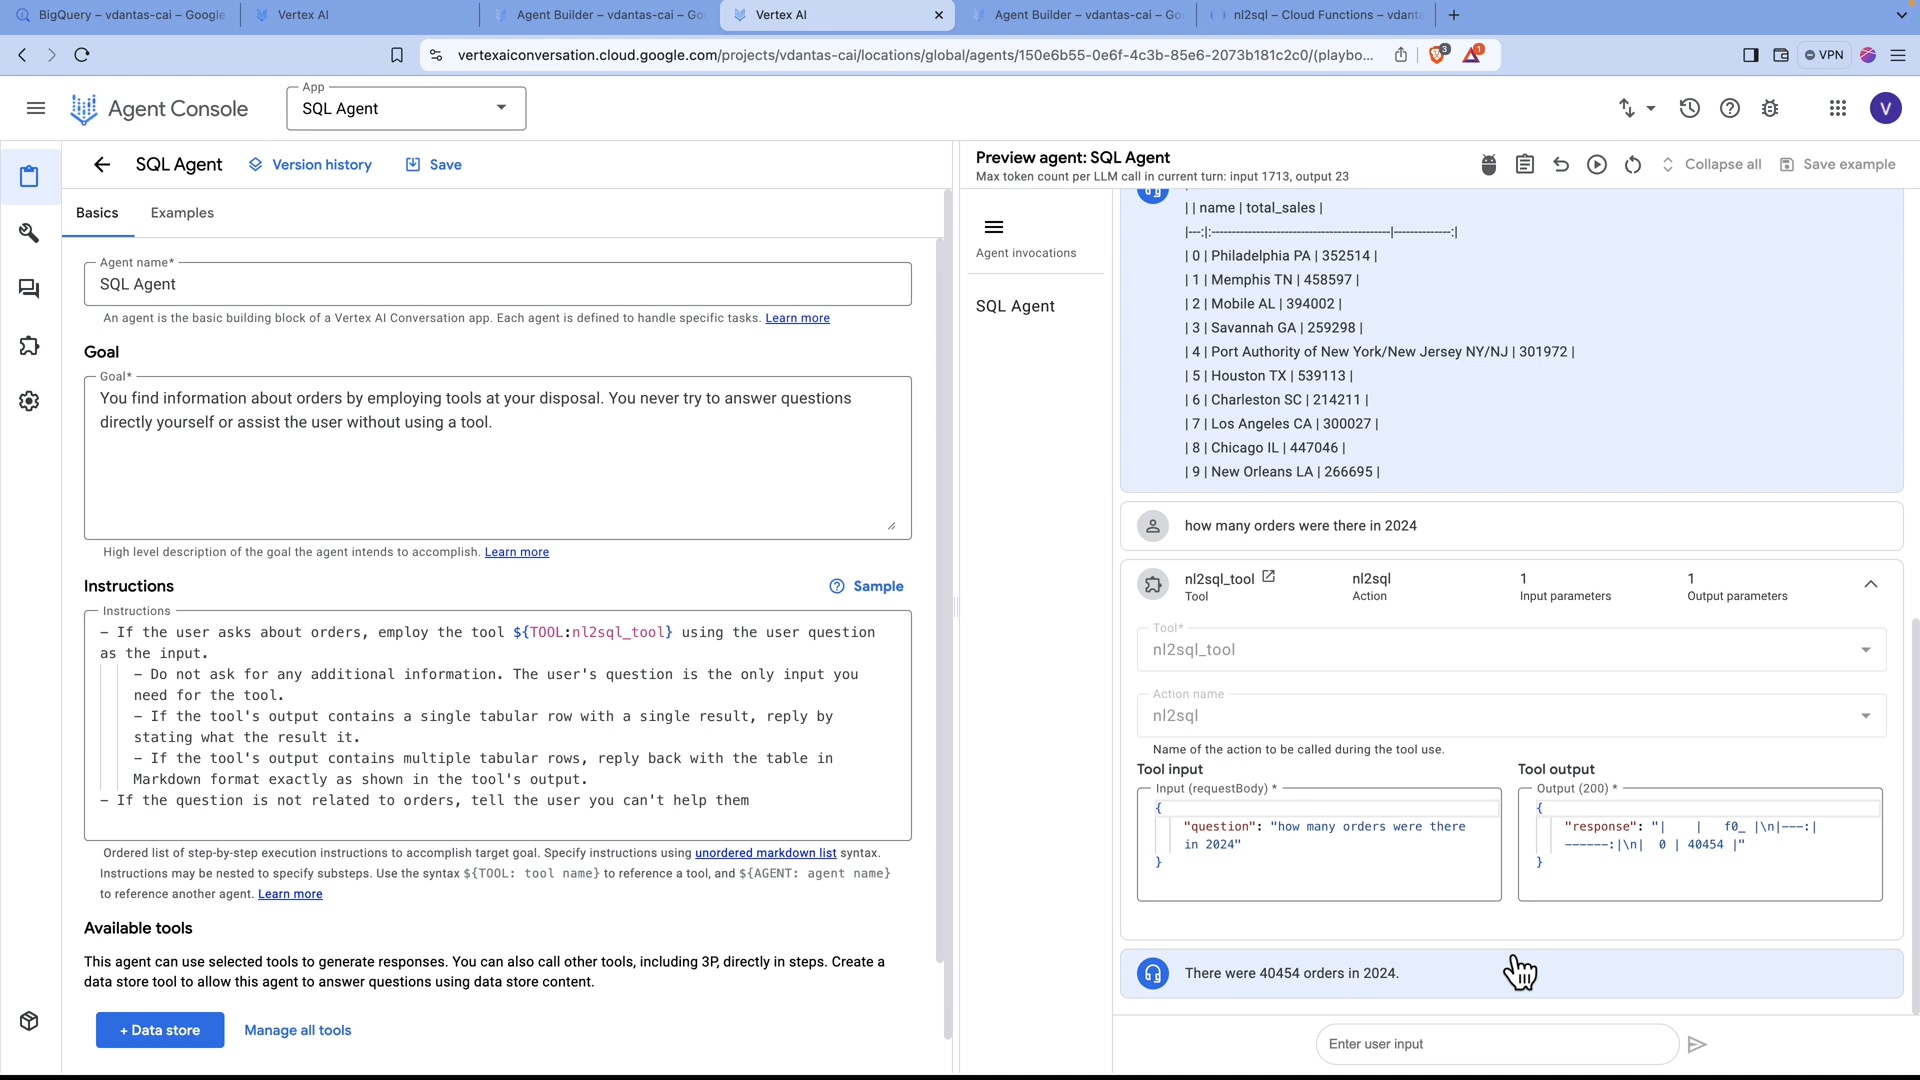 BigQuery – vdantas-cai – Google
Vertex AI
Agent Builder – vdantas-cai – Go
Vertex AI
Agent Builder – vdantas-cai – Go
nl2sql – Cloud Functions – vdanta
vertexaiconversation.cloud.google.com/projects/vdantas-cai/locations/global/agents/150e6b55-0e6f-4c3b-85e6-2073b181c2c0/(playbo...
3
1
VPN
Agent Console
App
SQL Agent
V
SQL Agent
Version history
Save
Basics
Examples
Agent name*
SQL Agent
An agent is the basic building block of a Vertex AI Conversation app. Each agent is defined to handle specific tasks. Learn more
Goal
Goal*
You find information about orders by employing tools at your disposal. You never try to answer questions
directly yourself or assist the user without using a tool.
High level description of the goal the agent intends to accomplish. Learn more
Instructions
Sample
Instructions
- If the user asks about orders, employ the tool ${TOOL:nl2sql_tool} using the user question
as the input.
- Do not ask for any additional information. The user's question is the only input you
need for the tool.
- If the tool's output contains a single tabular row with a single result, reply by
stating what the result it.
- If the tool's output contains multiple tabular rows, reply back with the table in
Markdown format exactly as shown in the tool's output.
- If the question is not related to orders, tell the user you can't help them
Ordered list of step-by-step execution instructions to accomplish target goal. Specify instructions using unordered markdown list syntax.
Instructions may be nested to specify substeps. Use the syntax ${TOOL: tool name} to reference a tool, and ${AGENT: agent name}
to reference another agent. Learn more
Available tools
This agent can use selected tools to generate responses. You can also call other tools, including 3P, directly in steps. Create a
data store tool to allow this agent to answer questions using data store content.
+ Data store
Manage all tools
Preview agent: SQL Agent
Max token count per LLM call in current turn: input 1713, output 23
Collapse all
Save example
Agent invocations
SQL Agent
| | name | total_sales |
|---:|:-------------------------------------------|--------------:|
| 0 | Philadelphia PA | 352514 |
| 1 | Memphis TN | 458597 |
| 2 | Mobile AL | 394002 |
| 3 | Savannah GA | 259298 |
| 4 | Port Authority of New York/New Jersey NY/NJ | 301972 |
| 5 | Houston TX | 539113 |
| 6 | Charleston SC | 214211 |
| 7 | Los Angeles CA | 300027 |
| 8 | Chicago IL | 447046 |
| 9 | New Orleans LA | 266695 |
how many orders were there in 2024
nl2sql_tool
Tool
nl2sql
Action
1
Input parameters
1
Output parameters
Tool*
nl2sql_tool
Action name
nl2sql
Name of the action to be called during the tool use.
Tool input
Input (requestBody) *
{
"question": "how many orders were there
in 2024"
}
Tool output
Output (200) *
{
"response": "|    |   f0_ |\n|---:|
------:|\n|  0 | 40454 |"
}
There were 40454 orders in 2024.
Enter user input